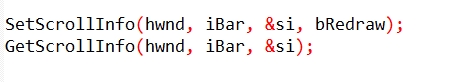 SetScrollInfo(hwnd, iBar, &si, bRedraw);
GetScrollInfo(hwnd, iBar, &si);